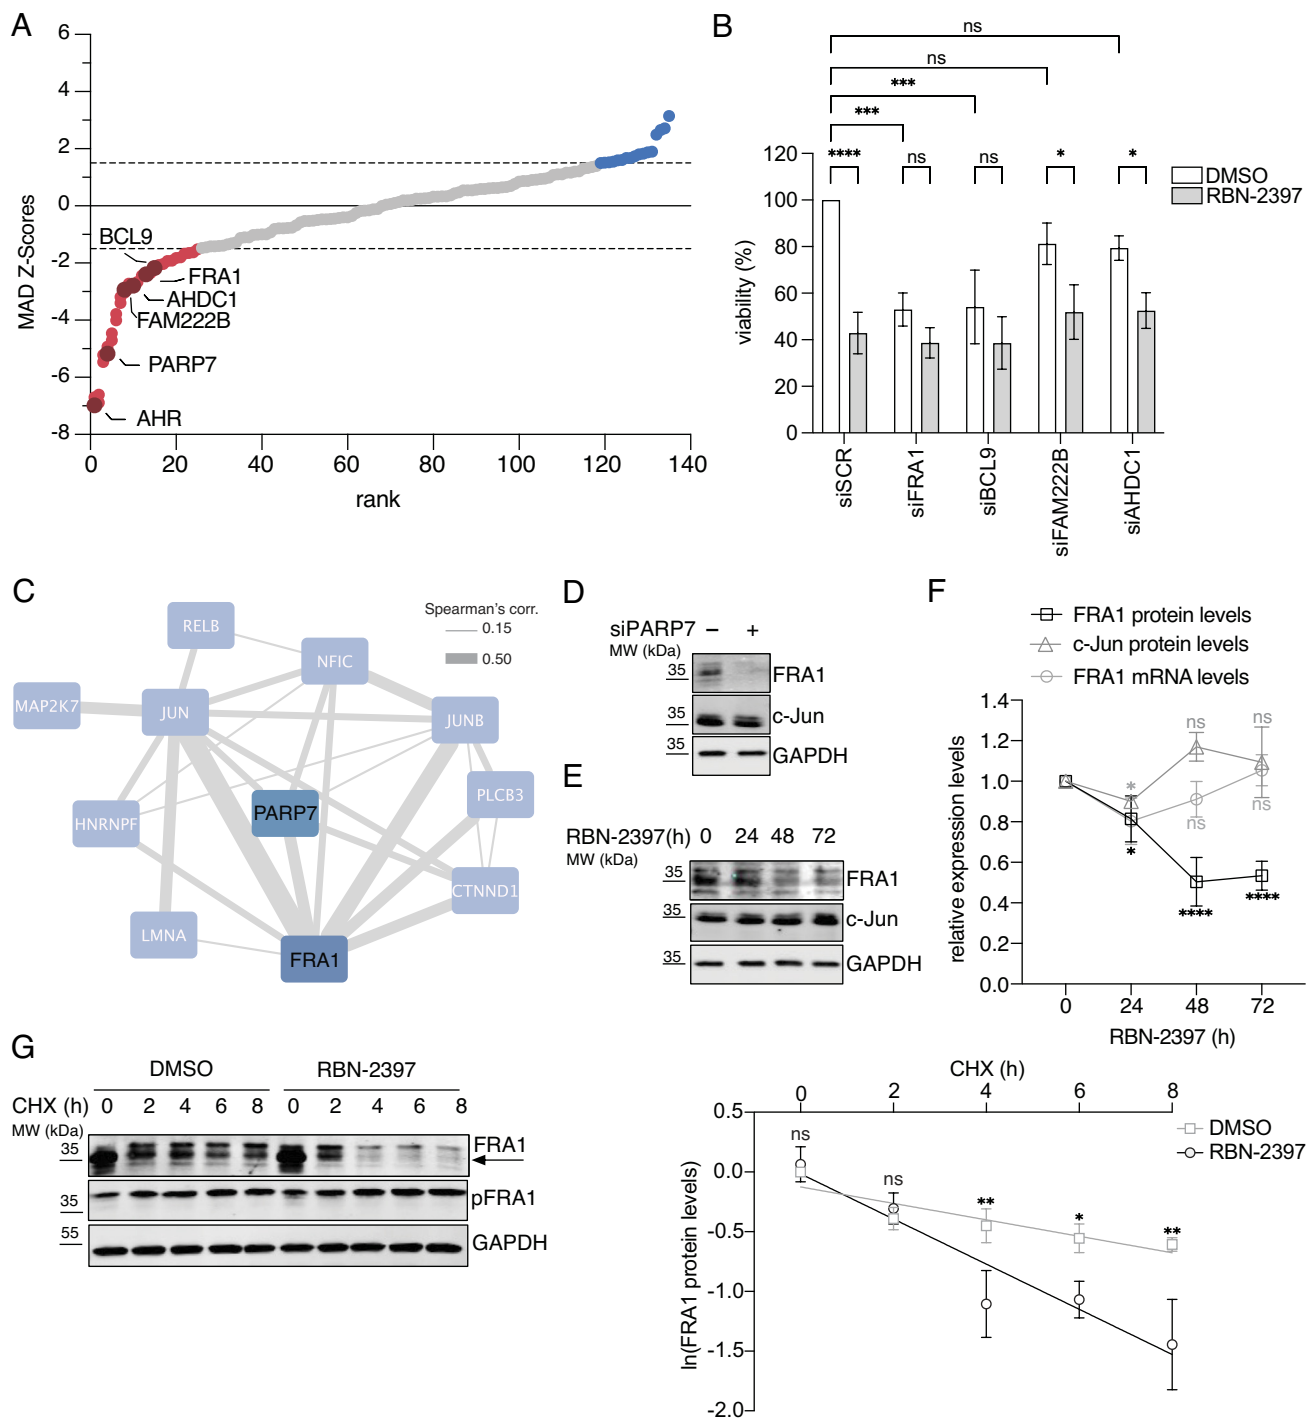 A
6
4
2
0
-2
-4
-6
-8
MAD Z-Scores
BCL9
FRA1
AHDC1
FAM222B
PARP7
AHR
0 20 40 60 80 100 120 140
rank
B
ns
ns
***
***
**** ns ns * *
DMSO
RBN-2397
120
100
80
60
40
20
0
viability (%)
siSCR
siFRA1
siBCL9
siFAM222B
siAHDC1
C
Spearman's corr.
0.15
0.50
RELB
NFIC
MAP2K7
JUN
JUNB
PLCB3
PARP7
HNRNPF
CTNND1
LMNA
FRA1
D
siPARP7 – +
MW (kDa)
35 FRA1
35 c-Jun
35 GAPDH
E
RBN-2397(h) 0 24 48 72
MW (kDa)
35 FRA1
35 c-Jun
35 GAPDH
F
FRA1 protein levels
c-Jun protein levels
FRA1 mRNA levels
1.4
1.2
1.0
0.8
0.6
0.4
0.2
0.0
relative expression levels
ns ns
*
ns ns
*
**** ****
0 24 48 72
RBN-2397 (h)
G
DMSO RBN-2397
CHX (h) 0 2 4 6 8 0 2 4 6 8
MW (kDa)
35 FRA1
35 pFRA1
55 GAPDH
CHX (h)
0 2 4 6 8
0.5
0.0
-0.5
-1.0
-1.5
-2.0
ln(FRA1 protein levels)
DMSO
RBN-2397
ns ns ** * **